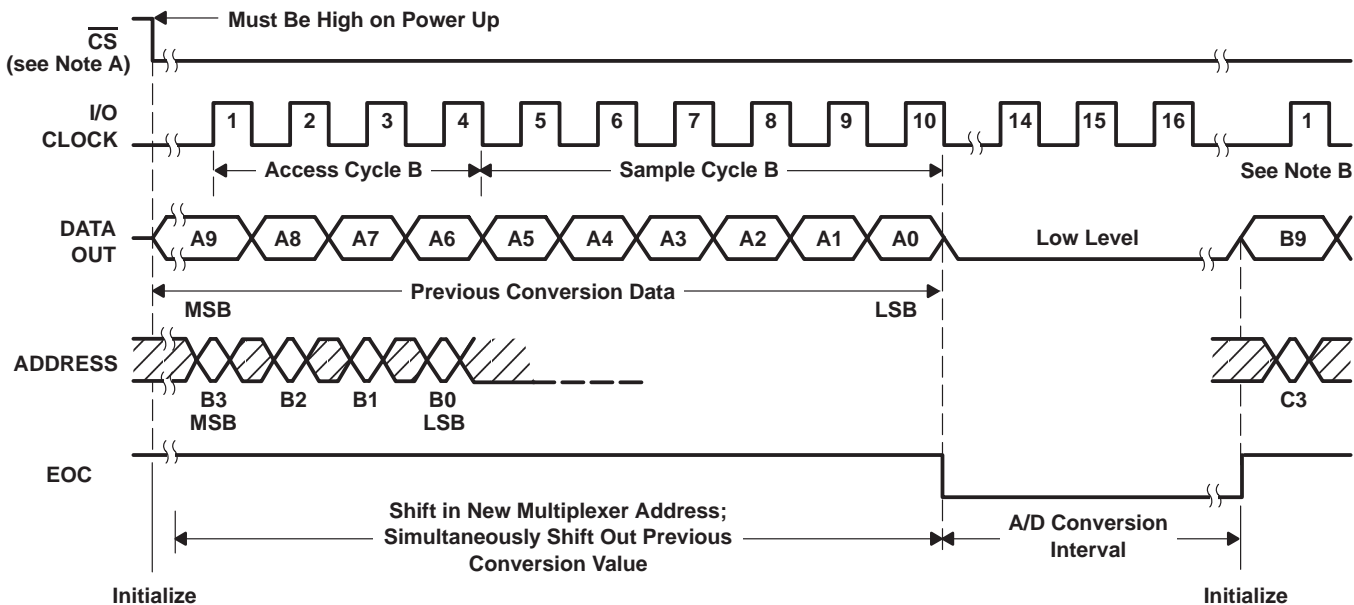 Must Be High on Power Up
CS
(see Note A)
I/O
CLOCK
1 2 3 4 5 6 7 8 9 10 14 15 16 1
Access Cycle B
Sample Cycle B
See Note B
DATA
OUT
A9 A8 A7 A6 A5 A4 A3 A2 A1 A0
Low Level
B9
Previous Conversion Data
MSB
LSB
ADDRESS
B3 B2 B1 B0
MSB LSB
C3
EOC
Shift in New Multiplexer Address;
Simultaneously Shift Out Previous
Conversion Value
A/D Conversion
Interval
Initialize
Initialize